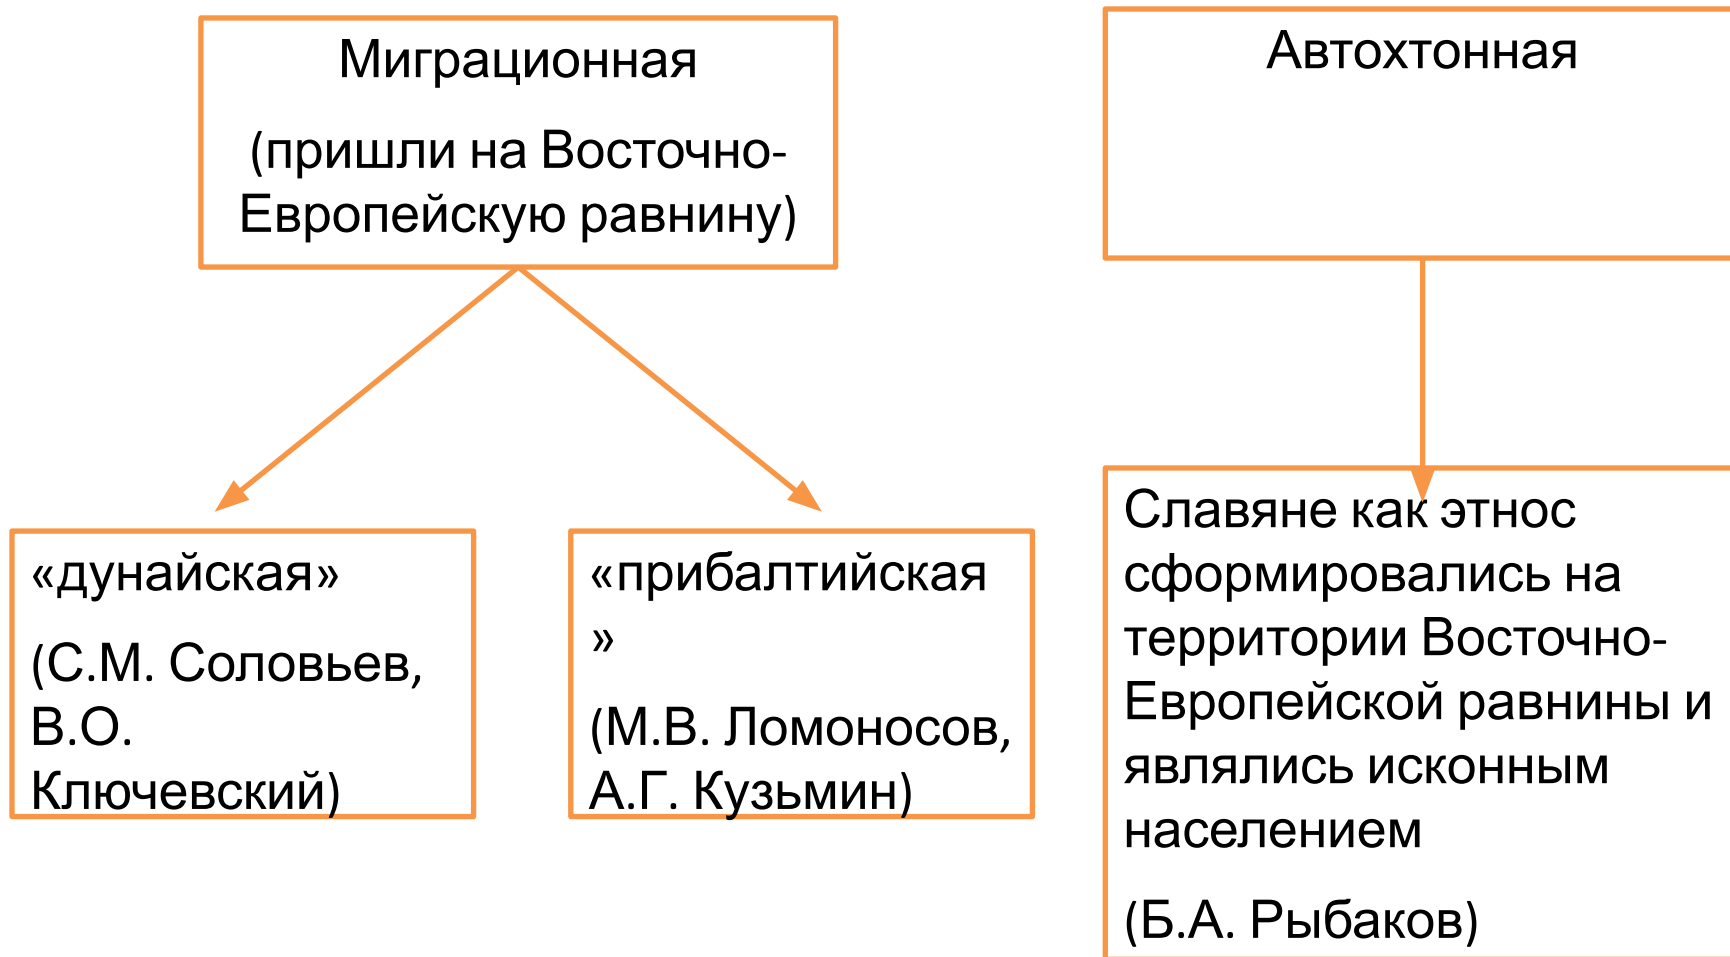 Миграционная
(пришли на Восточно-
Европейскую равнину)
Автохтонная
«дунайская»
(С.М. Соловьев,
В.О.
Ключевский)
«прибалтийская
»
(М.В. Ломоносов,
А.Г. Кузьмин)
Славяне как этнос
сформировались на
территории Восточно-
Европейской равнины и
являлись исконным
населением
(Б.А. Рыбаков)